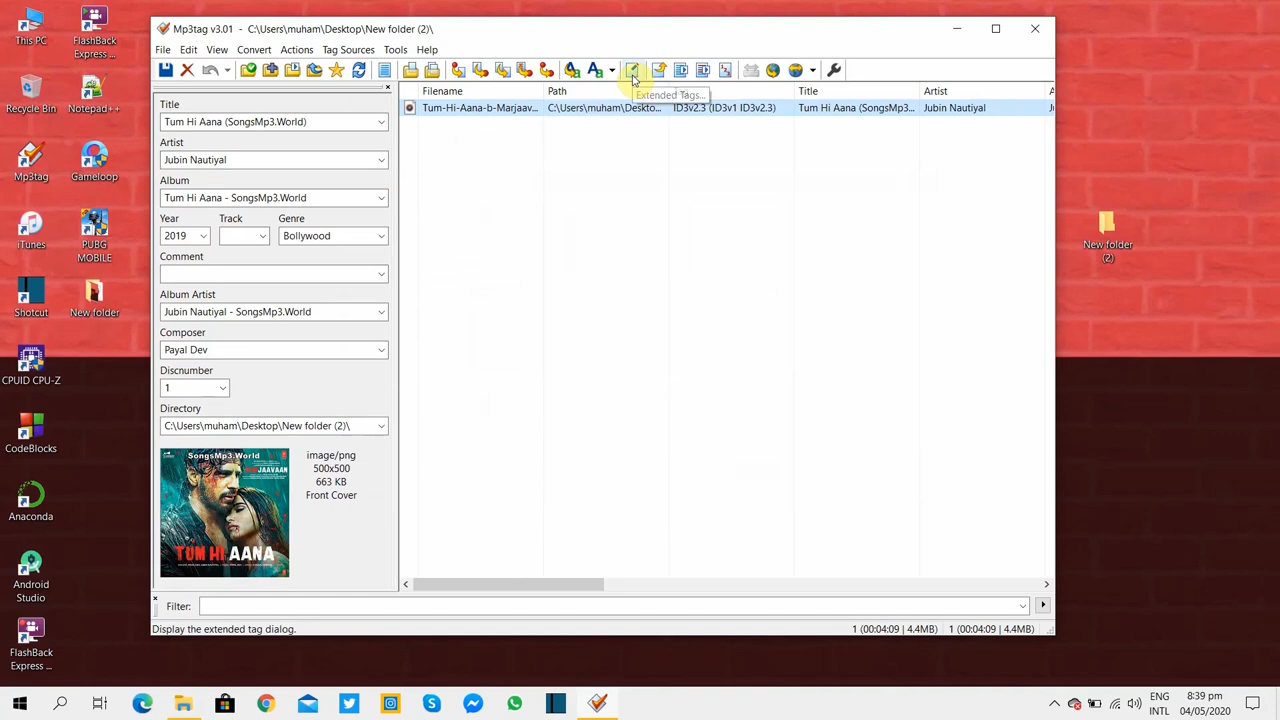 This PC
FlashBack
Express ...
Recycle Bin
Notepad++
Mp3tag
Gameloop
iTunes
PUBG
MOBILE
Shotcut
New folder
CPUID CPU-Z
CodeBlocks
Anaconda
Android
Studio
FlashBack
Express ...
New folder
(2)
Mp3tag v3.01 - C:\Users\muham\Desktop\New folder (2)\
File Edit View Convert Actions Tag Sources Tools Help
Extended Tags...
Title
Tum Hi Aana (SongsMp3.World)
Artist
Jubin Nautiyal
Album
Tum Hi Aana - SongsMp3.World
Year Track Genre
2019 Bollywood
Comment
Album Artist
Jubin Nautiyal - SongsMp3.World
Composer
Payal Dev
Discnumber
1
Directory
C:\Users\muham\Desktop\New folder (2)\
SongsMp3.World
TUM HI AANA
image/png
500x500
663 KB
Front Cover
Filename Path Title Artist
Tum-Hi-Aana-b-Marjaav... C:\Users\muham\Deskto... ID3v2.3 (ID3v1 ID3v2.3) Tum Hi Aana (SongsMp3... Jubin Nautiyal
Filter:
Display the extended tag dialog. 1 (00:04:09 | 4.4MB) 1 (00:04:09 | 4.4MB)
ENG
INTL
8:39 pm
04/05/2020